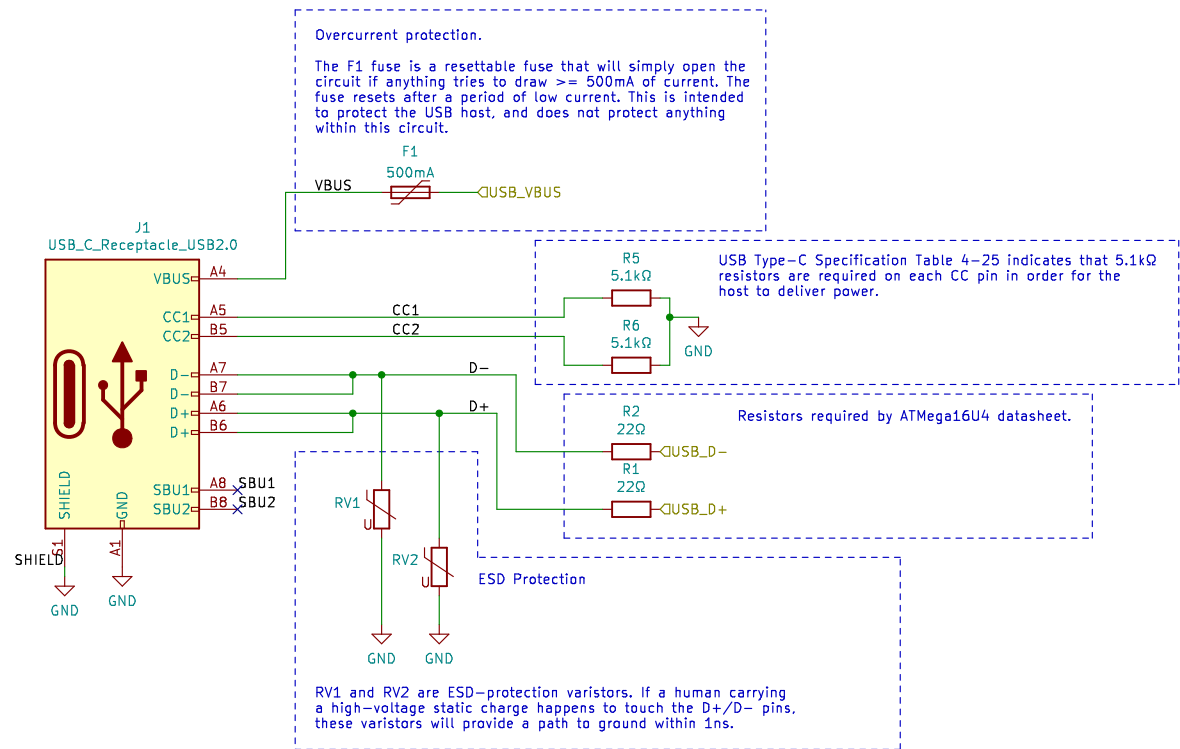 Overcurrent protection.
The F1 fuse is a resettable fuse that will simply open the
circuit if anything tries to draw >= 500mA of current. The
fuse resets after a period of low current. This is intended
to protect the USB host, and does not protect anything
within this circuit.
F1
500mA
VBUS
USB_VBUS
J1
USB_C_Receptacle_USB2.0
VBUS
A4
CC1
A5
CC1
CC2
B5
CC2
R5
5.1kΩ
R6
5.1kΩ
GND
USB Type-C Specification Table 4-25 indicates that 5.1kΩ
resistors are required on each CC pin in order for the
host to deliver power.
D-
A7
D-
D-
B7
D+
A6
D+
D+
B6
R2
22Ω
USB_D-
R1
22Ω
USB_D+
Resistors required by ATMega16U4 datasheet.
SBU1
A8
SBU1
SBU2
B8
SBU2
SHIELD
GND
S1
A1
SHIELD
GND
GND
RV1
U
RV2
U
ESD Protection
GND
GND
RV1 and RV2 are ESD-protection varistors. If a human carrying
a high-voltage static charge happens to touch the D+/D- pins,
these varistors will provide a path to ground within 1ns.